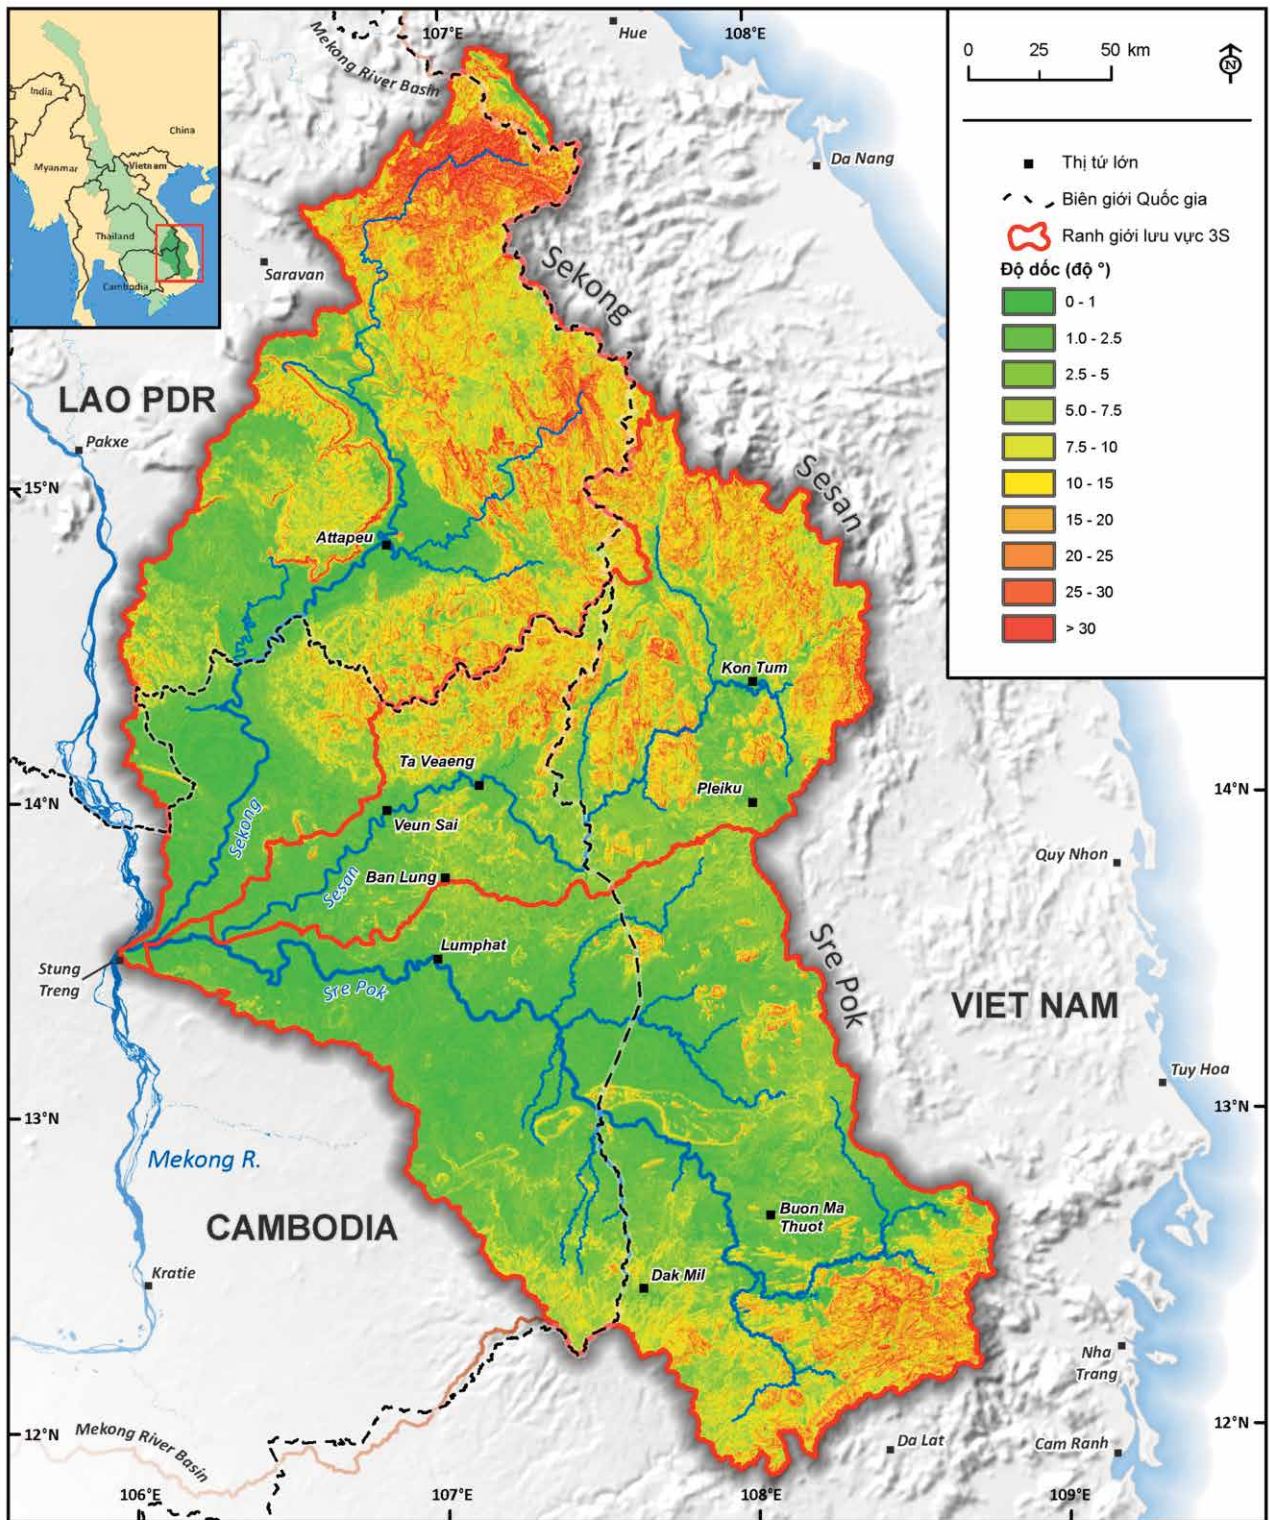 107°E
108°E
Hue
Mekong River Basin
India
China
Myanmar
Vietnam
Thailand
Cambodia
0 25 50 km
N
Da Nang
Thị tứ lớn
Biên giới Quốc gia
Ranh giới lưu vực 3S
Độ dốc (độ °)
0 - 1
1.0 - 2.5
2.5 - 5
5.0 - 7.5
7.5 - 10
10 - 15
15 - 20
20 - 25
25 - 30
> 30
Saravan
Sekong
LAO PDR
Pakxe
Sesan
15°N
Attapeu
Kon Tum
Ta Veaeng
Pleiku
14°N
14°N
Veun Sai
Sekong
Quy Nhon
Ban Lung
Sesan
Lumphat
Stung
Treng
Sre Pok
Sre Pok
VIET NAM
Tuy Hoa
13°N
13°N
Mekong R.
CAMBODIA
Buon Ma
Thuot
Kratie
Dak Mil
Nha
Trang
12°N
12°N
Mekong River Basin
Da Lat
Cam Ranh
106°E
107°E
108°E
109°E